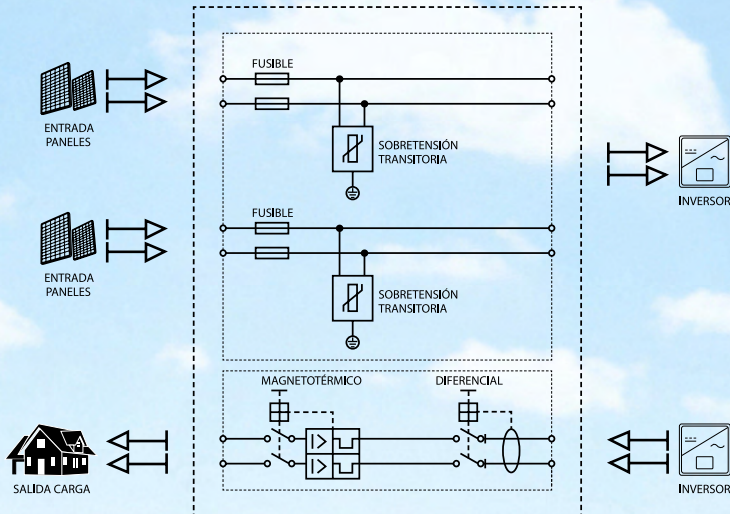 FUSIBLE
ENTRADA
PANELES
SOBRETENSIÓN
TRANSITORIA
INVERSOR
FUSIBLE
ENTRADA
PANELES
SOBRETENSIÓN
TRANSITORIA
MAGNETOTÉRMICO
DIFERENCIAL
I>
I>
SALIDA CARGA
INVERSOR